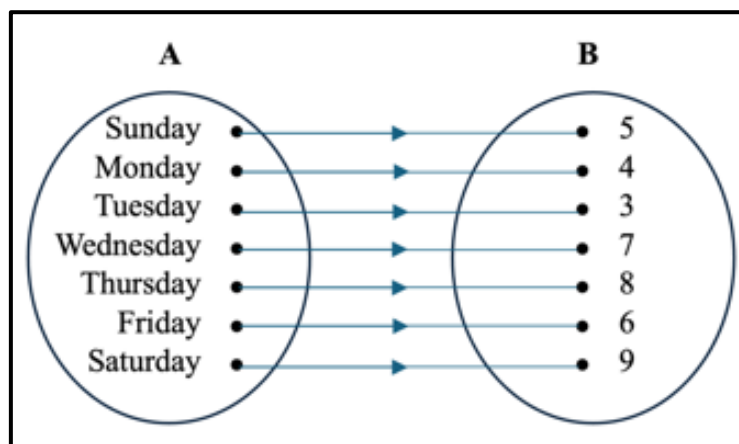 A B
Sunday 5
Monday 4
Tuesday 3
Wednesday 7
Thursday 8
Friday 6
Saturday 9